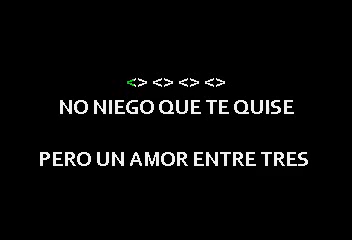 <> <> <> <>
NO NIEGO QUE TE QUISE
PERO UN AMOR ENTRE TRES